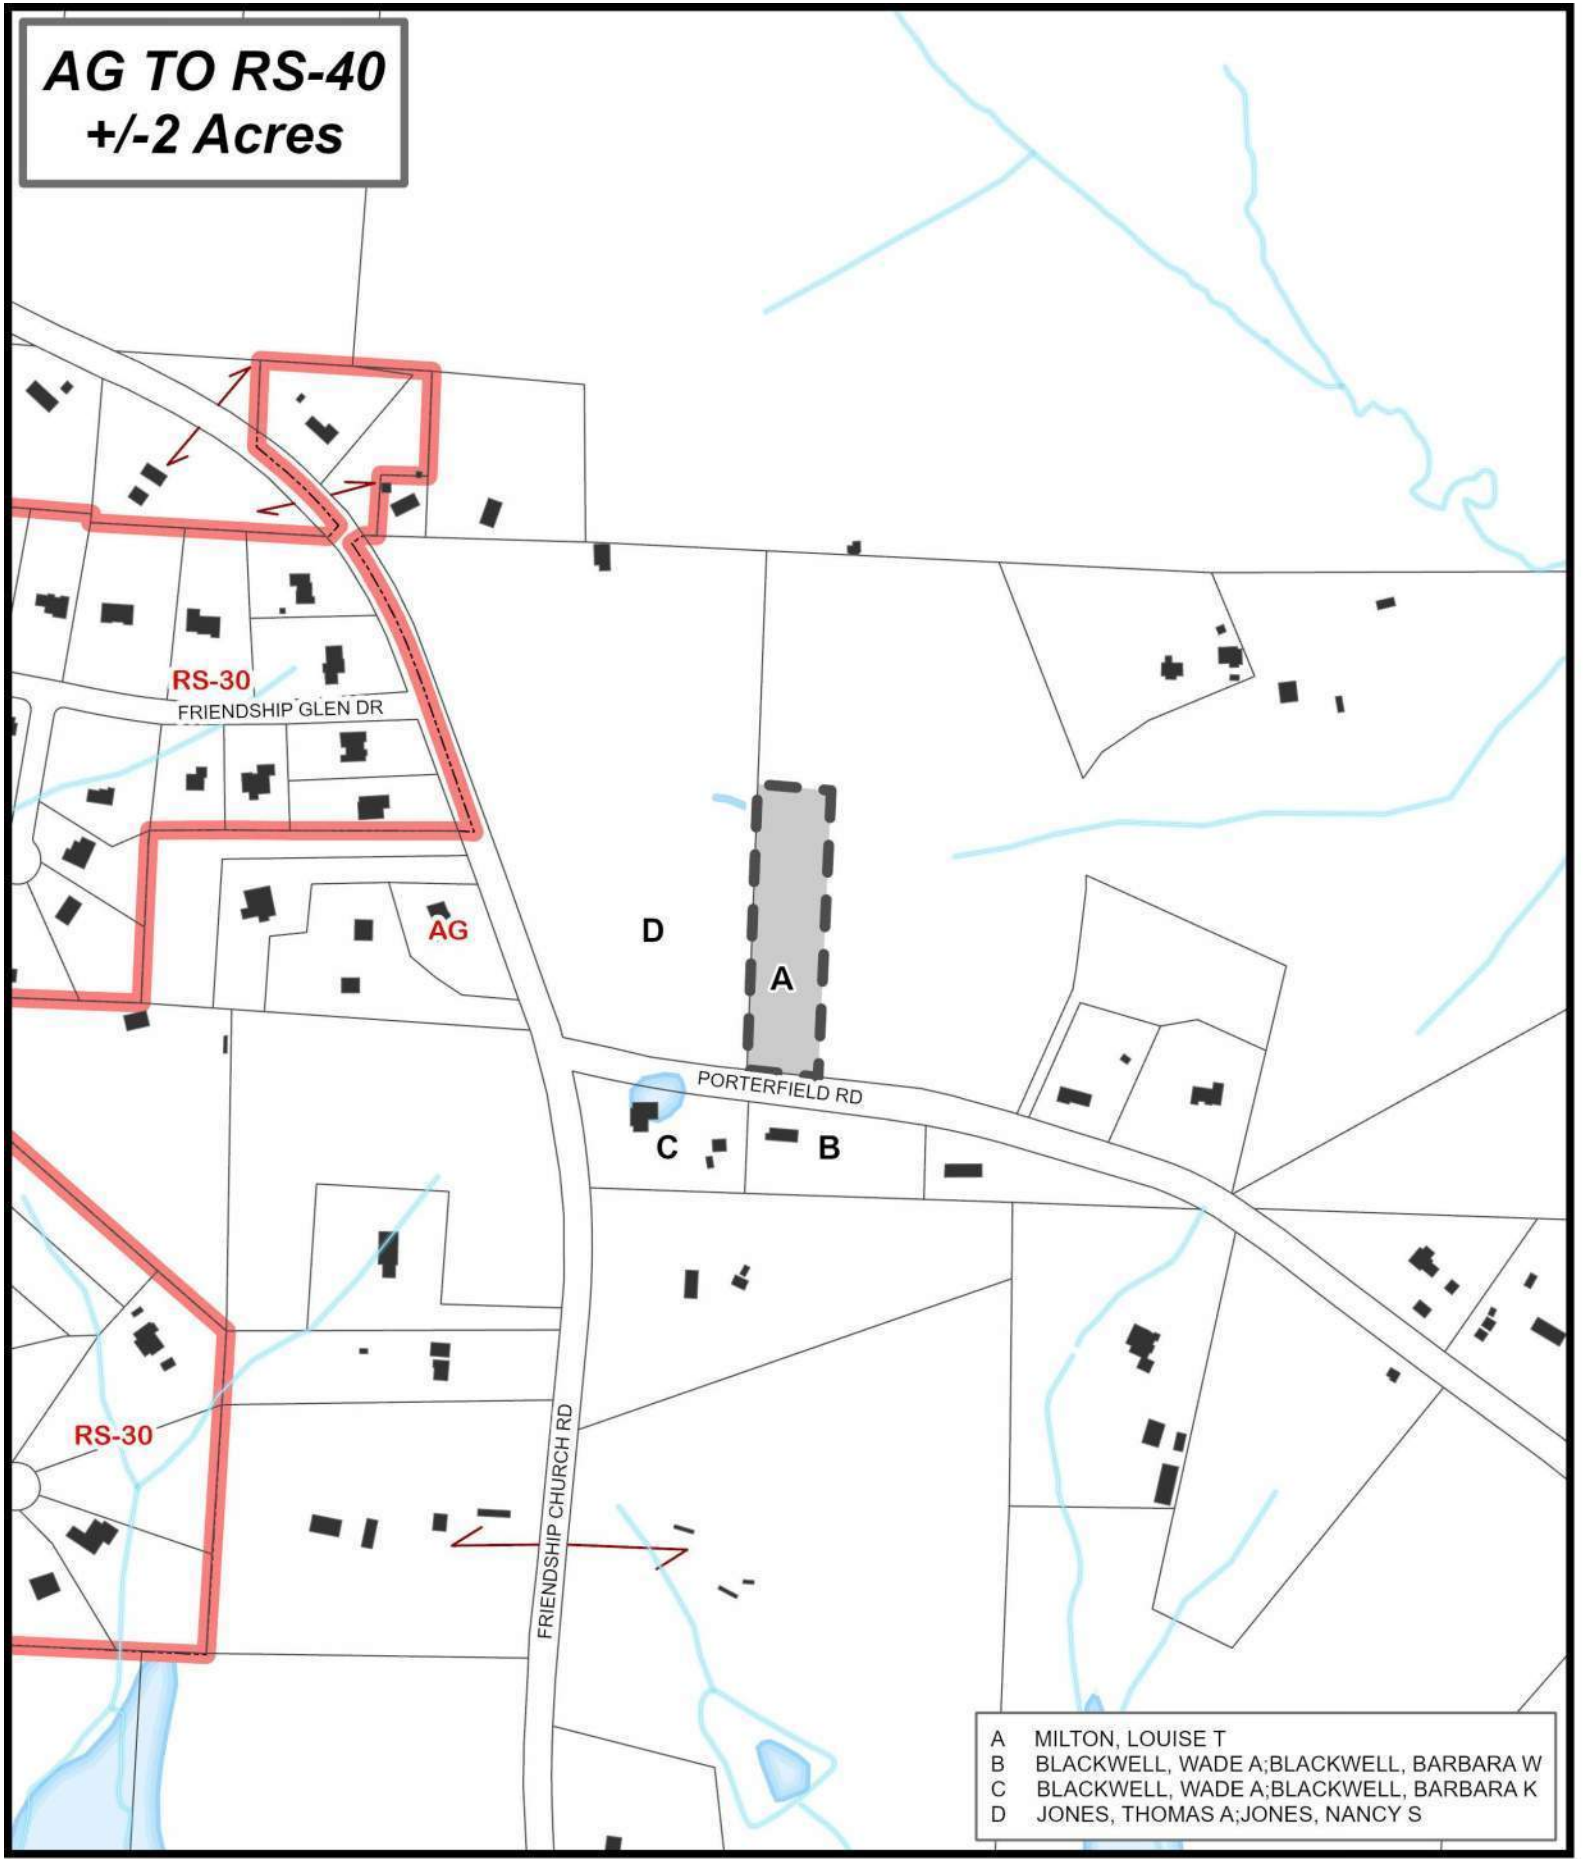 AG TO RS-40
+/-2 Acres
RS-30
FRIENDSHIP GLEN DR
AG
D
A
PORTERFIELD RD
C
B
RS-30
FRIENDSHIP CHURCH RD
A MILTON, LOUISE T
B BLACKWELL, WADE A;BLACKWELL, BARBARA W
C BLACKWELL, WADE A;BLACKWELL, BARBARA K
D JONES, THOMAS A;JONES, NANCY S